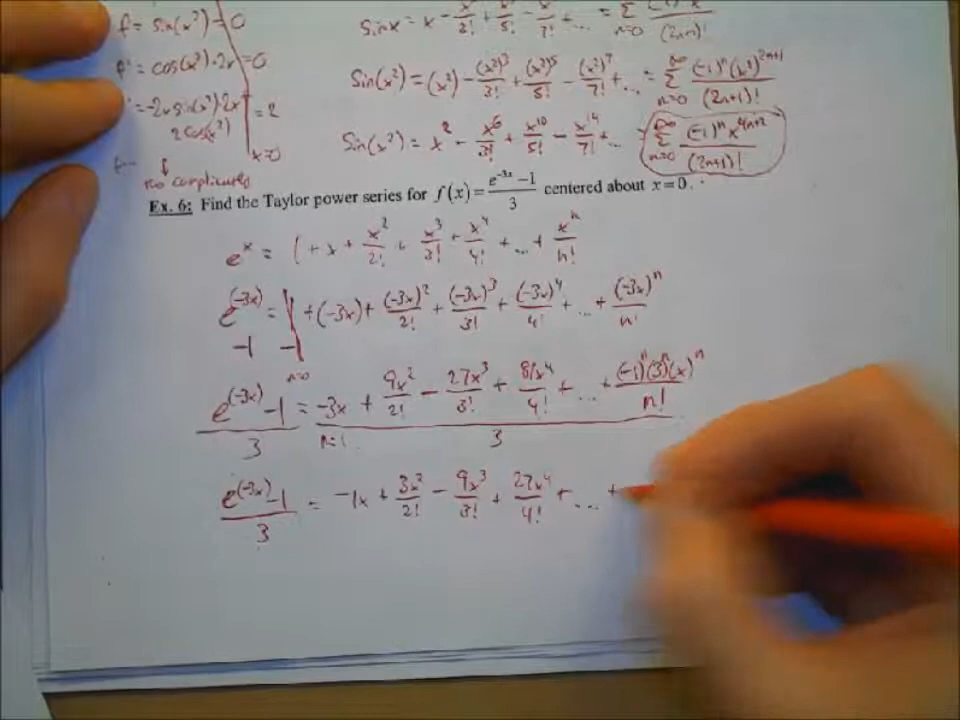 f = sin(x²) = 0
sin x = x - x³/3! + x⁵/5! - x⁷/7! + ... = Σ n=0 (-1)ⁿx / (2n+1)!
f' = cos(x²)·2x = 0
Sin(x²) = (x²) - (x²)³/3! + (x²)⁵/5! - (x²)⁷/7! + ... = ∞ Σ n=0 (-1)ⁿ(x²)²ⁿ⁺¹ / (2n+1)!
= -2x sin(x²)·2x = 2
2cos(x²)
x=0
Sin(x²) = x² - x⁶/3! + x¹⁰/5! - x¹⁴/7! + ... ∞ Σ n=0 (-1)ⁿ x⁴ⁿ⁺² / (2n+1)!
no complicated
Ex. 6: Find the Taylor power series for f(x) = (e⁻³ˣ - 1)/3 centered about x = 0.
eˣ = 1 + x + x²/2! + x³/3! + x⁴/4! + ... + xⁿ/n!
e^(-3x) = 1 + (-3x) + (-3x)²/2! + (-3x)³/3! + (-3x)⁴/4! + ... + (-3x)ⁿ/n!
-1 -1
n=0
(e^(-3x) - 1)/3 = (-3x + 9x²/2! - 27x³/3! + 81x⁴/4! + ... + (-1)ⁿ(3)ⁿ(x)ⁿ/n!)/3
n=1
(e^(-3x) - 1)/3 = -1x + 3x²/2! - 9x³/3! + 27x⁴/4! + ... +